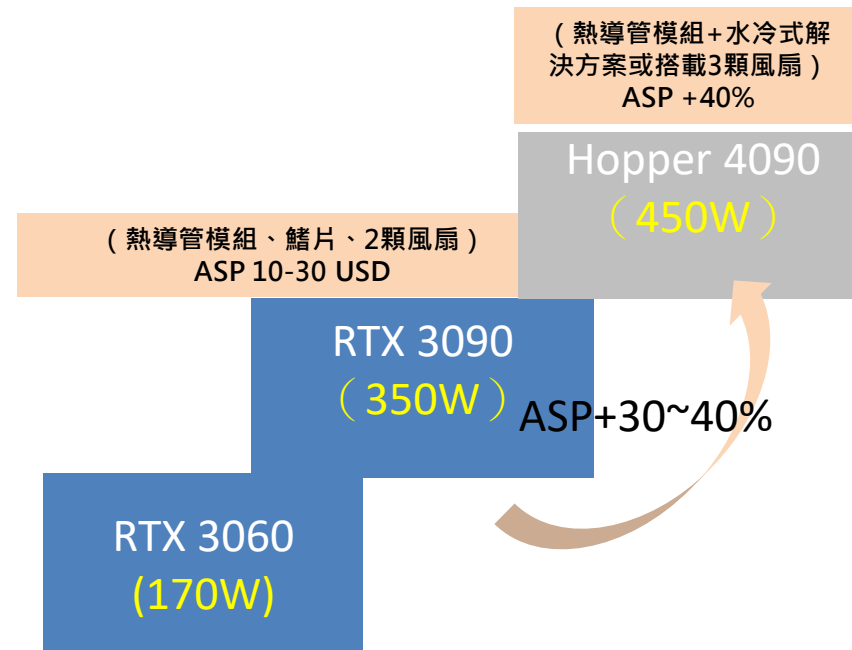 （熱導管模組+水冷式解
決方案或搭載3顆風扇）
ASP +40%
Hopper 4090
（450W）
（熱導管模組、鰭片、2顆風扇）
ASP 10-30 USD
RTX 3090
（350W）
ASP+30~40%
RTX 3060
(170W)